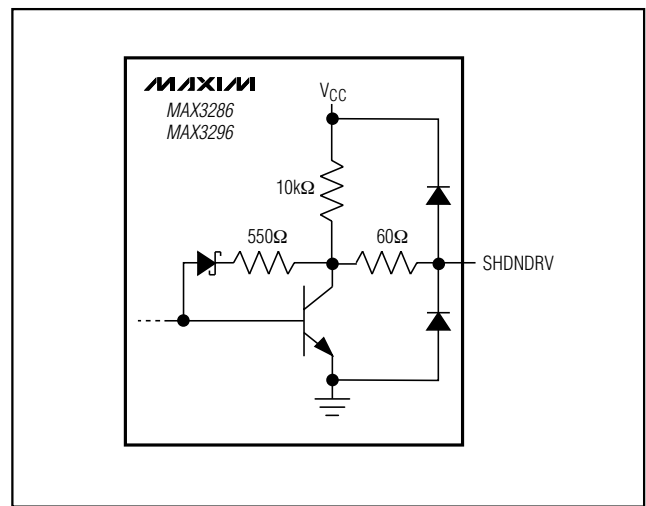 MAXIM
MAX3286
MAX3296
VCC
10kΩ
550Ω
60Ω
SHDNDRV